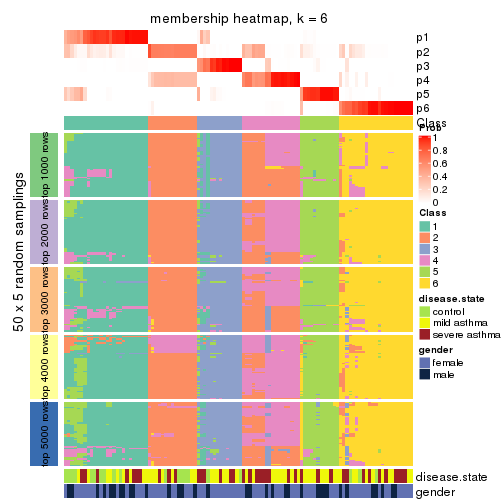 membership heatmap, k = 6
p1
p2
p3
p4
p5
p6
Class
Prob
1
0.8
0.6
0.4
0.2
0
Class
1
2
3
4
5
6
disease.state
control
mild asthma
severe asthma
gender
female
male
50 x 5 random samplings
top 1000 rows
top 2000 rows
top 3000 rows
top 4000 rows
top 5000 rows
disease.state
gender